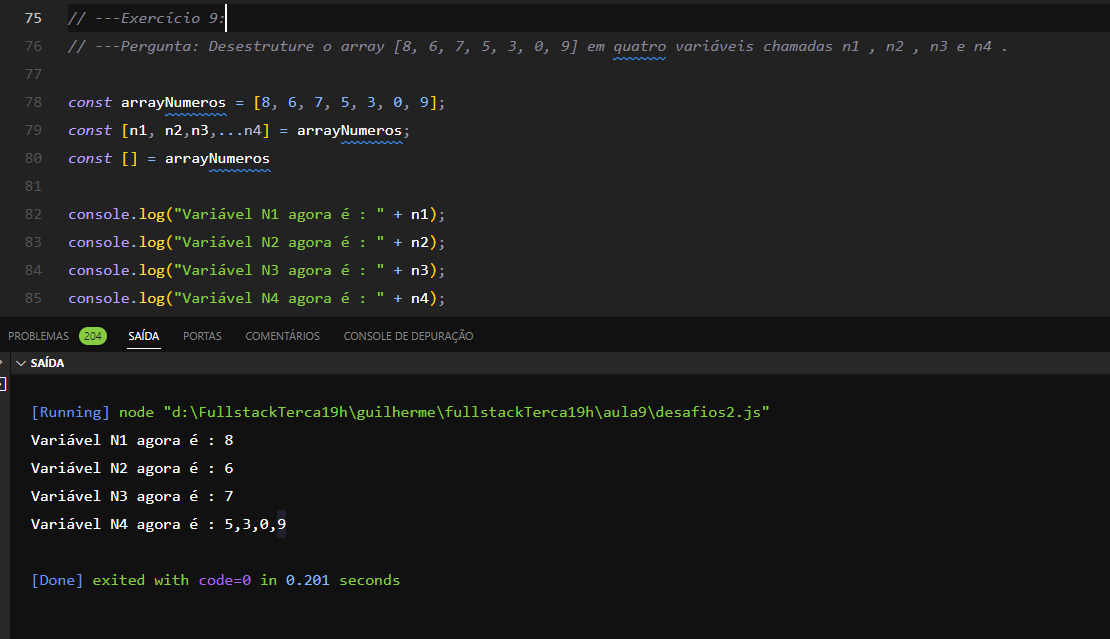 75 // ---Exercício 9:
76 // ---Pergunta: Desestruture o array [8, 6, 7, 5, 3, 0, 9] em quatro variáveis chamadas n1 , n2 , n3 e n4 .
77
78 const arrayNumeros = [8, 6, 7, 5, 3, 0, 9];
79 const [n1, n2,n3,...n4] = arrayNumeros;
80 const [] = arrayNumeros
81
82 console.log("Variável N1 agora é : " + n1);
83 console.log("Variável N2 agora é : " + n2);
84 console.log("Variável N3 agora é : " + n3);
85 console.log("Variável N4 agora é : " + n4);
PROBLEMAS 204 SAÍDA PORTAS COMENTÁRIOS CONSOLE DE DEPURAÇÃO
SAÍDA
[Running] node "d:\FullstackTerca19h\guilherme\fullstackTerca19h\aula9\desafios2.js"
Variável N1 agora é : 8
Variável N2 agora é : 6
Variável N3 agora é : 7
Variável N4 agora é : 5,3,0,9
[Done] exited with code=0 in 0.201 seconds